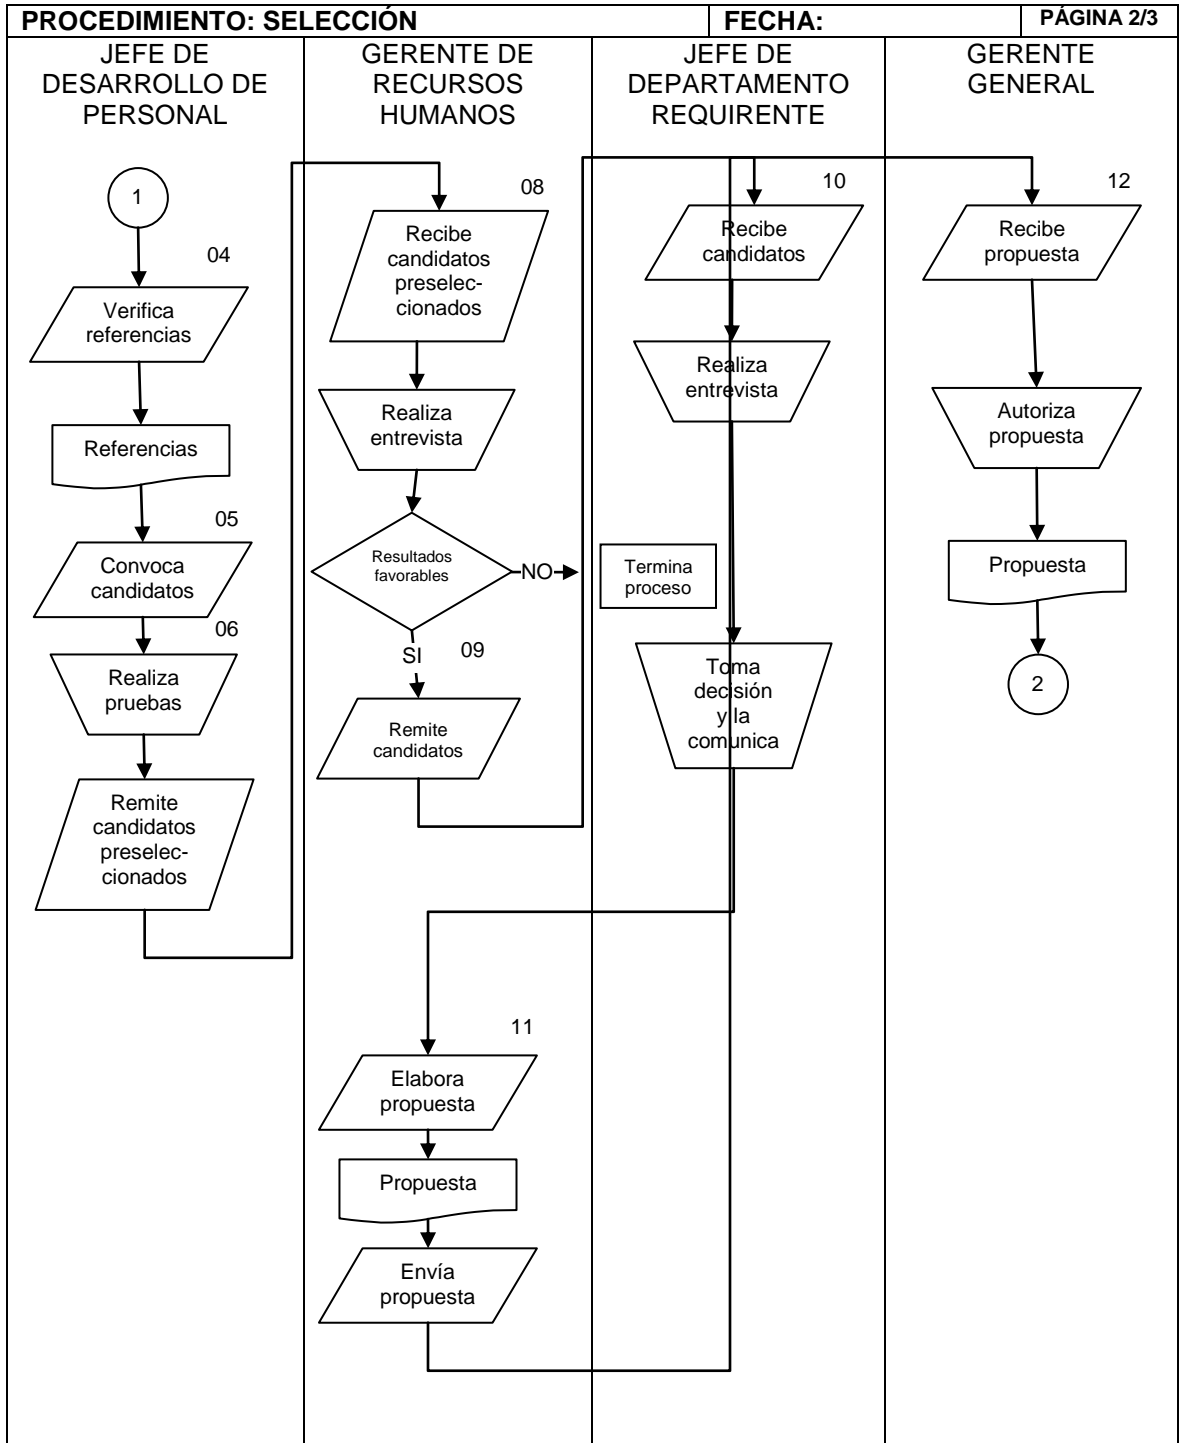 PROCEDIMIENTO: SELECCIÓN
FECHA:
PÁGINA 2/3
JEFE DE
DESARROLLO DE
PERSONAL
GERENTE DE
RECURSOS
HUMANOS
JEFE DE
DEPARTAMENTO
REQUIRENTE
GERENTE
GENERAL
1
04
Verifica
referencias
Referencias
05
Convoca
candidatos
06
Realiza
pruebas
Remite
candidatos
preselec-
cionados
08
Recibe
candidatos
preselec-
cionados
Realiza
entrevista
Resultados
favorables
NO
SI
09
Remite
candidatos
11
Elabora
propuesta
Propuesta
Envía
propuesta
10
Recibe
candidatos
Realiza
entrevista
Termina
proceso
Toma
decisión
y la
comunica
12
Recibe
propuesta
Autoriza
propuesta
Propuesta
2